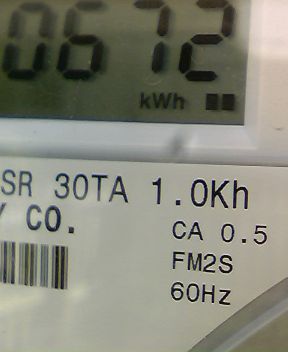 0672
kWh
SR 30TA 1.0Kh
Y CO.
CA 0.5
FM2S
60Hz